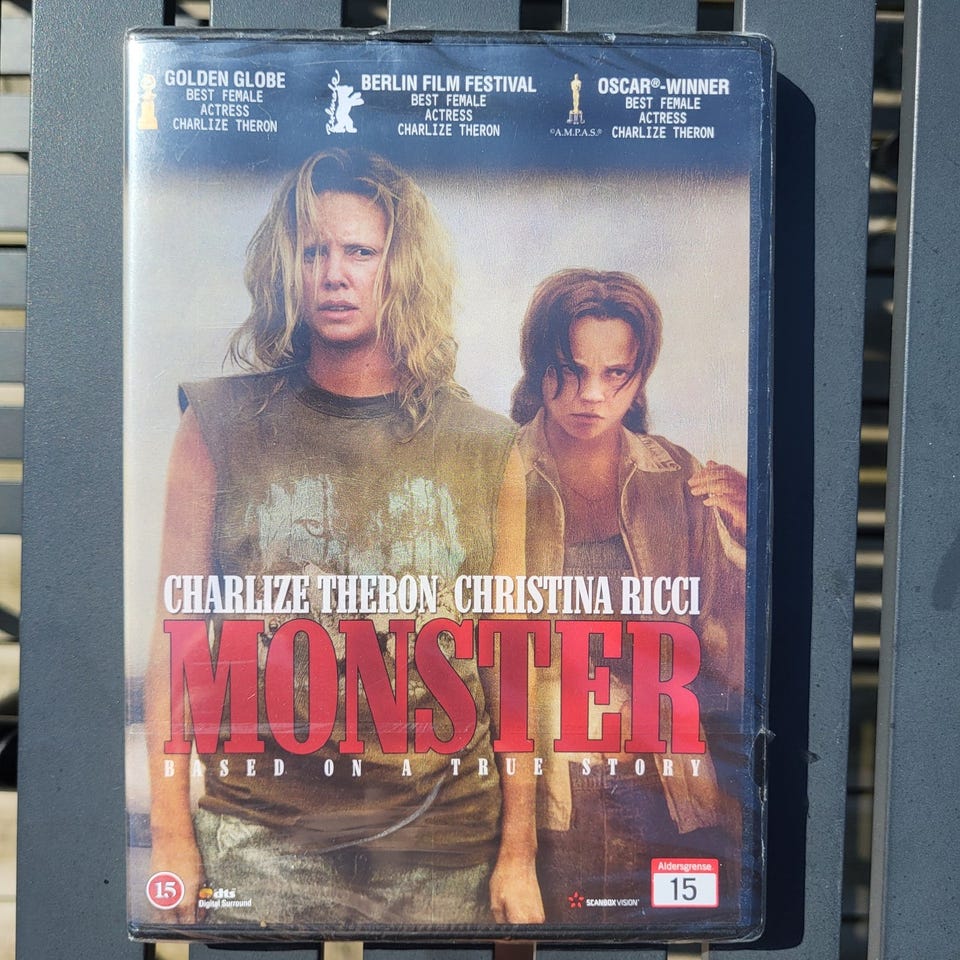 GOLDEN GLOBE
BEST FEMALE
ACTRESS
CHARLIZE THERON
Berlinale
BERLIN FILM FESTIVAL
BEST FEMALE
ACTRESS
CHARLIZE THERON
©A.M.P.A.S.®
OSCAR®-WINNER
BEST FEMALE
ACTRESS
CHARLIZE THERON
CHARLIZE THERON CHRISTINA RICCI
MONSTER
BASED ON A TRUE STORY
15
dts
Digital Surround
SCANBOX VISION
Aldersgrense
15